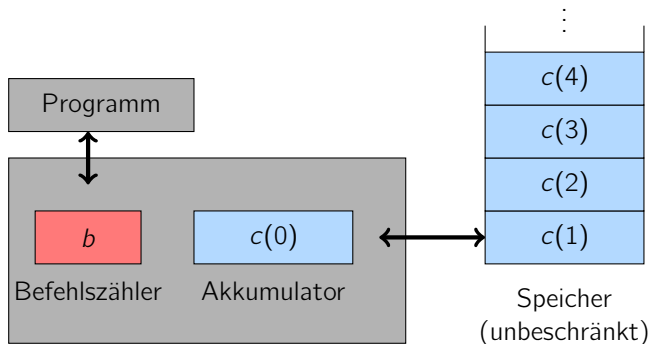 ⋮
c(4)
Programm
c(3)
c(2)
b
c(0)
c(1)
Befehlszähler
Akkumulator
Speicher
(unbeschränkt)